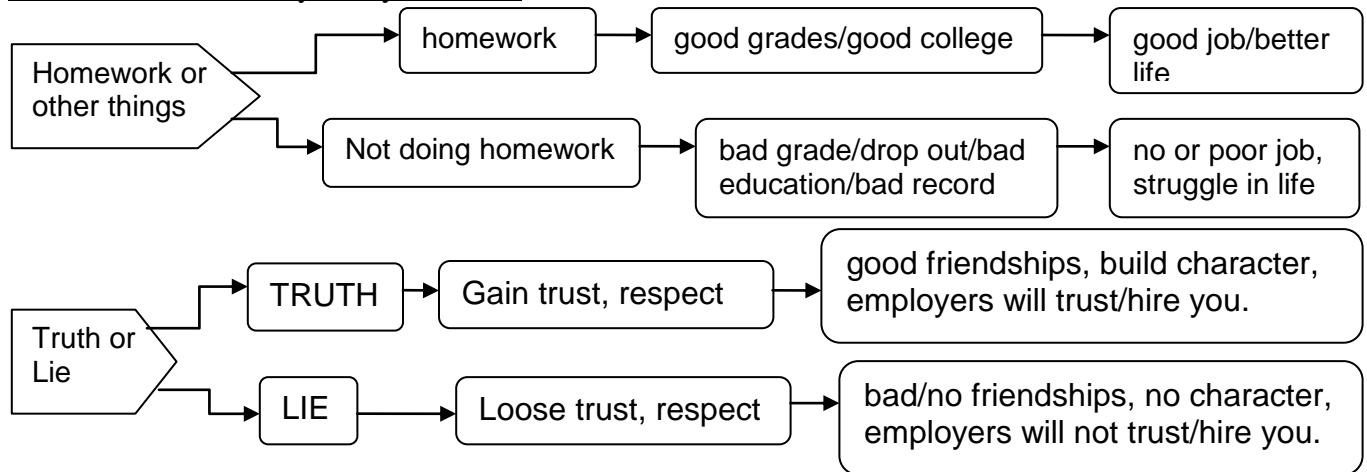 homework
good grades/good college
good job/better
life
Homework or
other things
Not doing homework
bad grade/drop out/bad
education/bad record
no or poor job,
struggle in life
TRUTH
Gain trust, respect
good friendships, build character,
employers will trust/hire you.
Truth or
Lie
LIE
Loose trust, respect
bad/no friendships, no character,
employers will not trust/hire you.